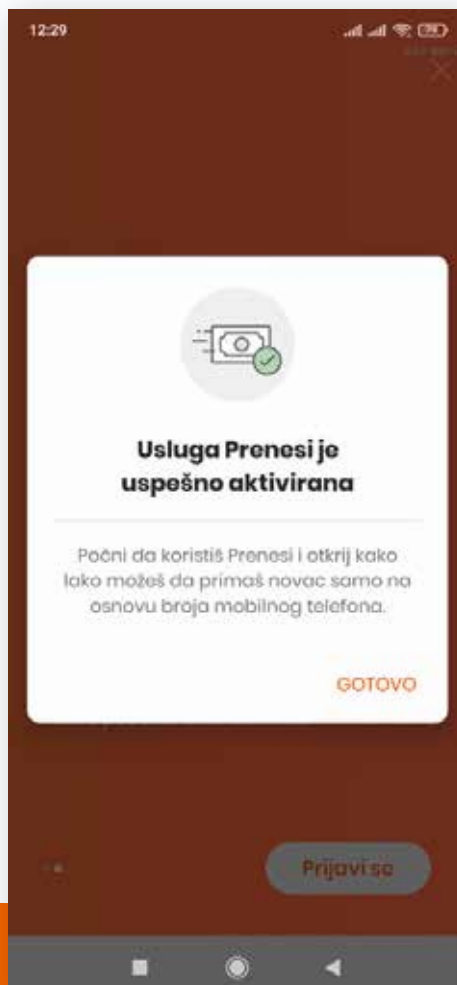 12:29
Usluga Prenesi je
uspešno aktivirana
Počni da koristiš Prenesi i otkrij kako
lako možeš da primaš novac samo na
osnovu broja mobilnog telefona.
GOTOVO
Prijavi se